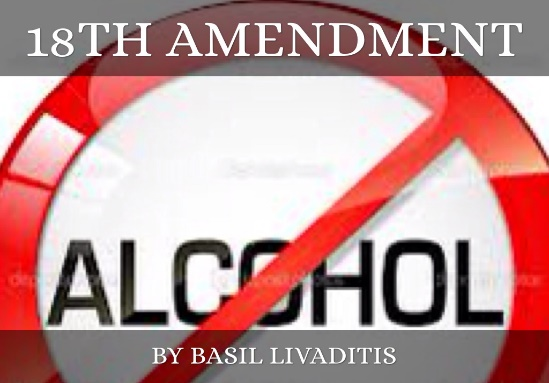 18TH AMENDMENT
ALCOHOL
BY BASIL LIVADITIS